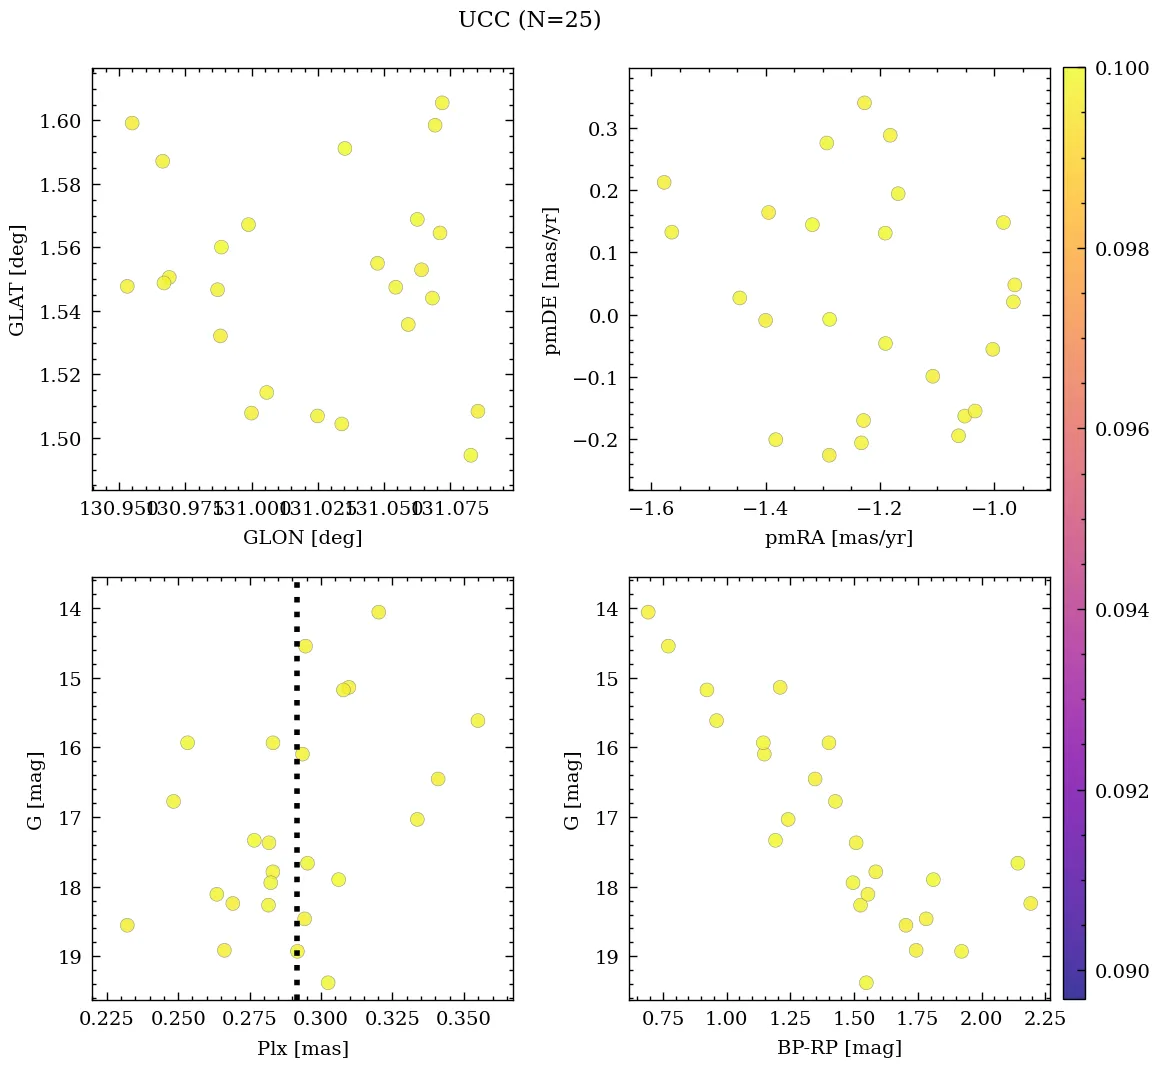 UCC (N=25)
1.60
1.58
1.56
1.54
1.52
1.50
GLAT [deg]
130.950 130.975 131.000 131.025 131.050 131.075
GLON [deg]
0.3
0.2
0.1
0.0
−0.1
−0.2
pmDE [mas/yr]
−1.6 −1.4 −1.2 −1.0
pmRA [mas/yr]
0.100
0.098
0.096
0.094
0.092
0.090
14
15
16
17
18
19
G [mag]
0.225 0.250 0.275 0.300 0.325 0.350
Plx [mas]
14
15
16
17
18
19
G [mag]
0.75 1.00 1.25 1.50 1.75 2.00 2.25
BP-RP [mag]